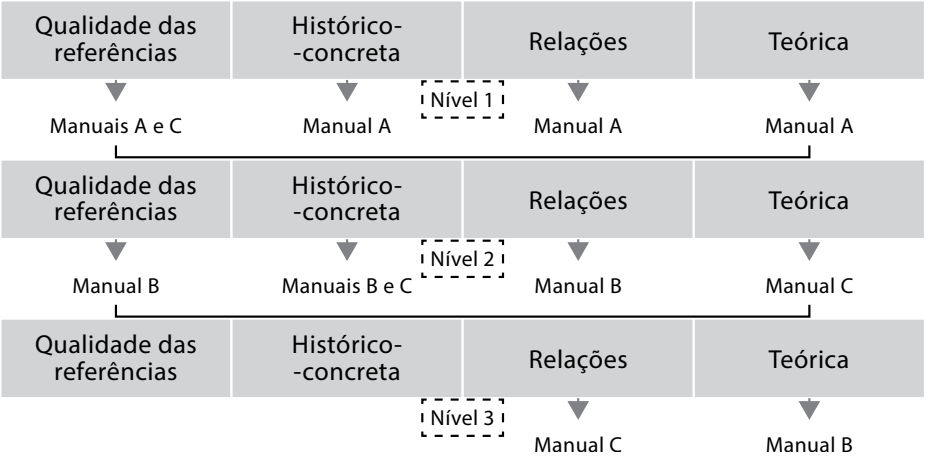 Qualidade das
referências
Histórico-
-concreta
Relações
Teórica
Nível 1
Manuais A e C
Manual A
Manual A
Manual A
Qualidade das
referências
Histórico-
-concreta
Relações
Teórica
Nível 2
Manual B
Manuais B e C
Manual B
Manual C
Qualidade das
referências
Histórico-
-concreta
Relações
Teórica
Nível 3
Manual C
Manual B